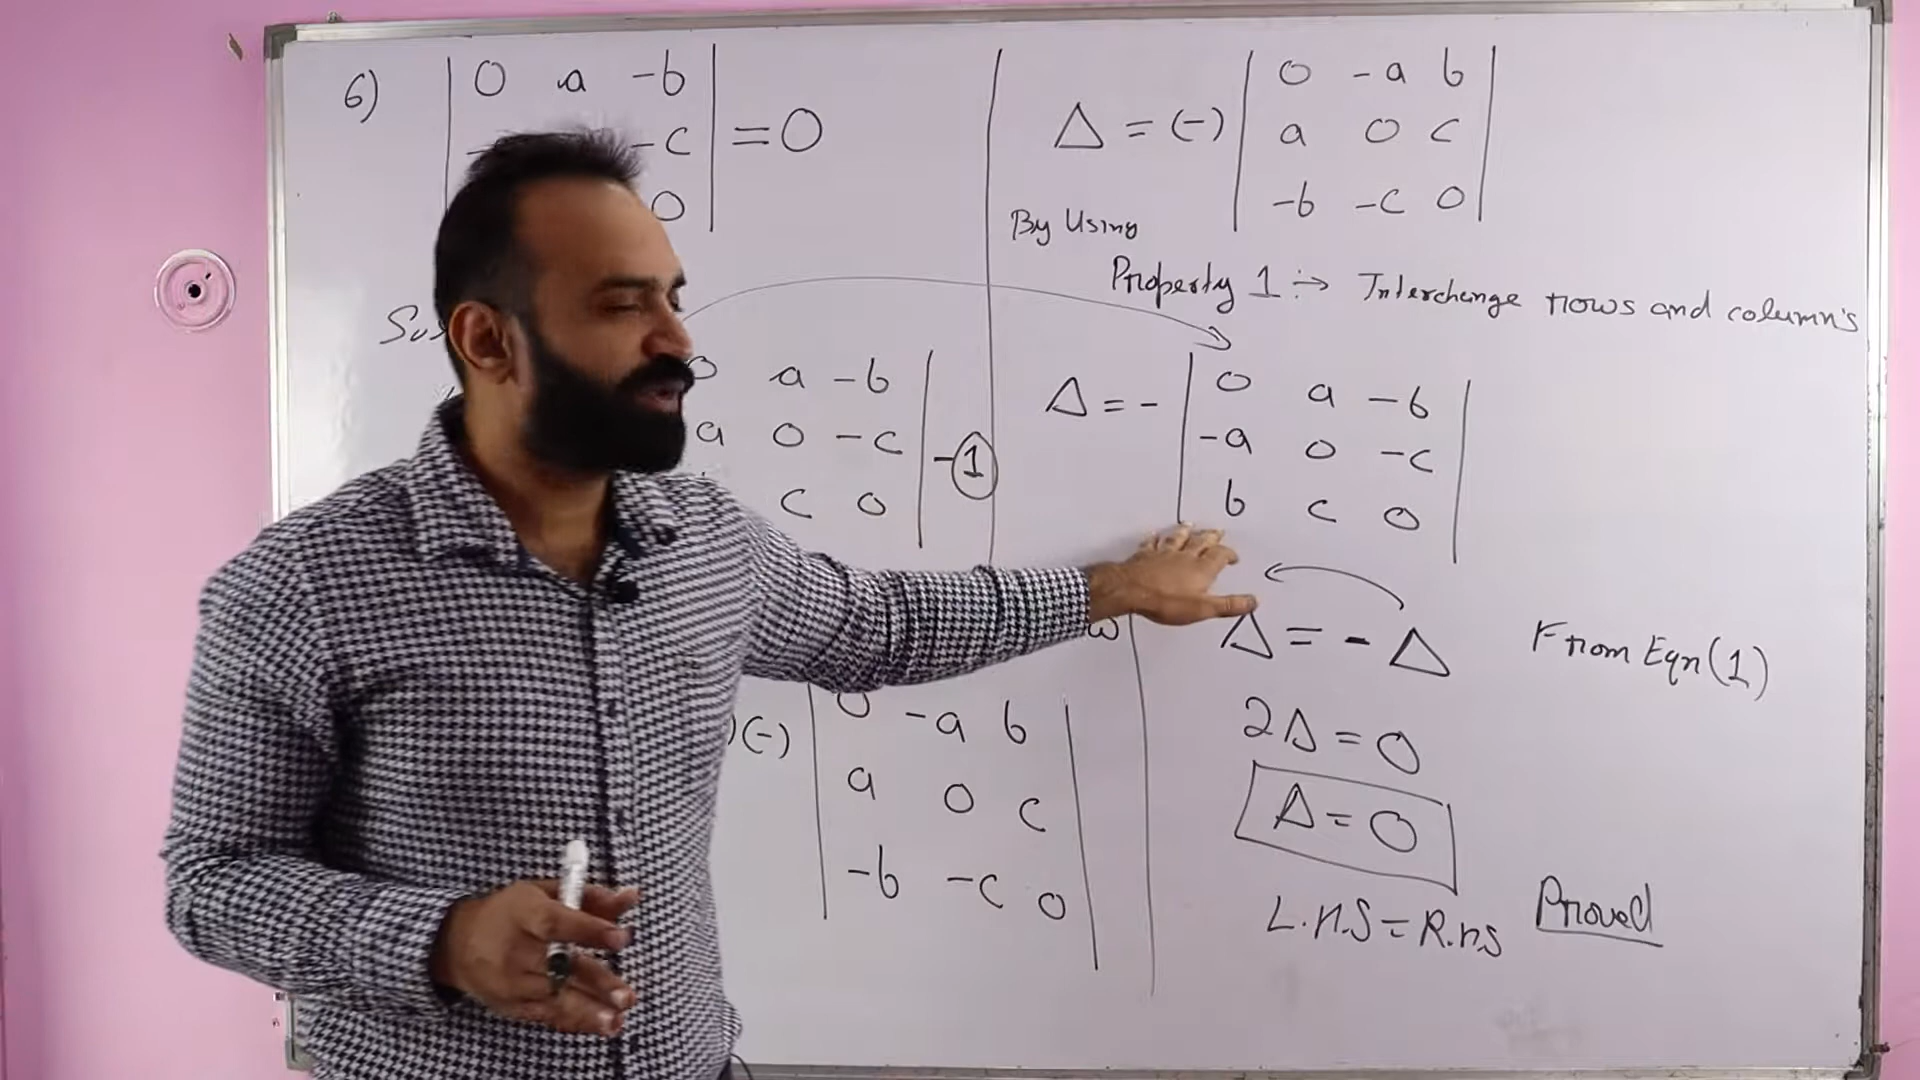 6) | 0 a -b |
-c | = 0
0 |
0 a -b |
a 0 -c | - 1
c 0 |
(-) | 0 -a b |
a 0 c
-b -c 0
Δ = (-) | 0 -a b |
a 0 c
-b -c 0
By Using
Property 1 :→ Interchange rows and column's
Δ = - | 0 a -b |
-a 0 -c
b c 0
Δ = - Δ From Eqn (1)
2Δ = 0
Δ = 0
L.H.S = R.H.S Proved